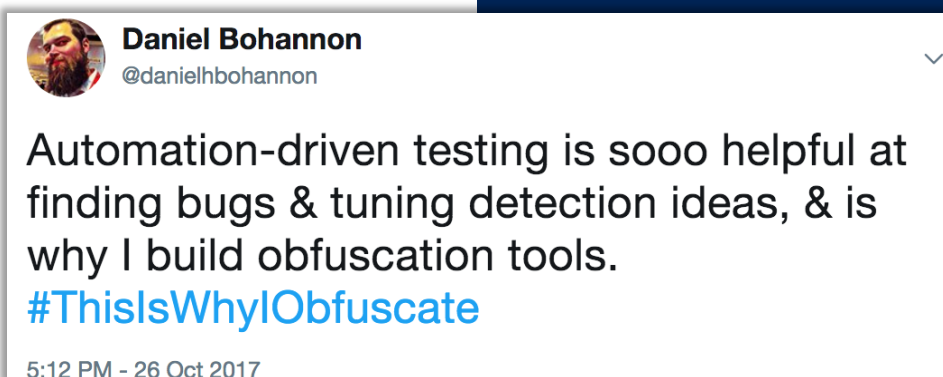 Daniel Bohannon
@danielhbohannon
Automation-driven testing is sooo helpful at
finding bugs & tuning detection ideas, & is
why I build obfuscation tools.
#ThisIsWhyIObfuscate
5:12 PM - 26 Oct 2017